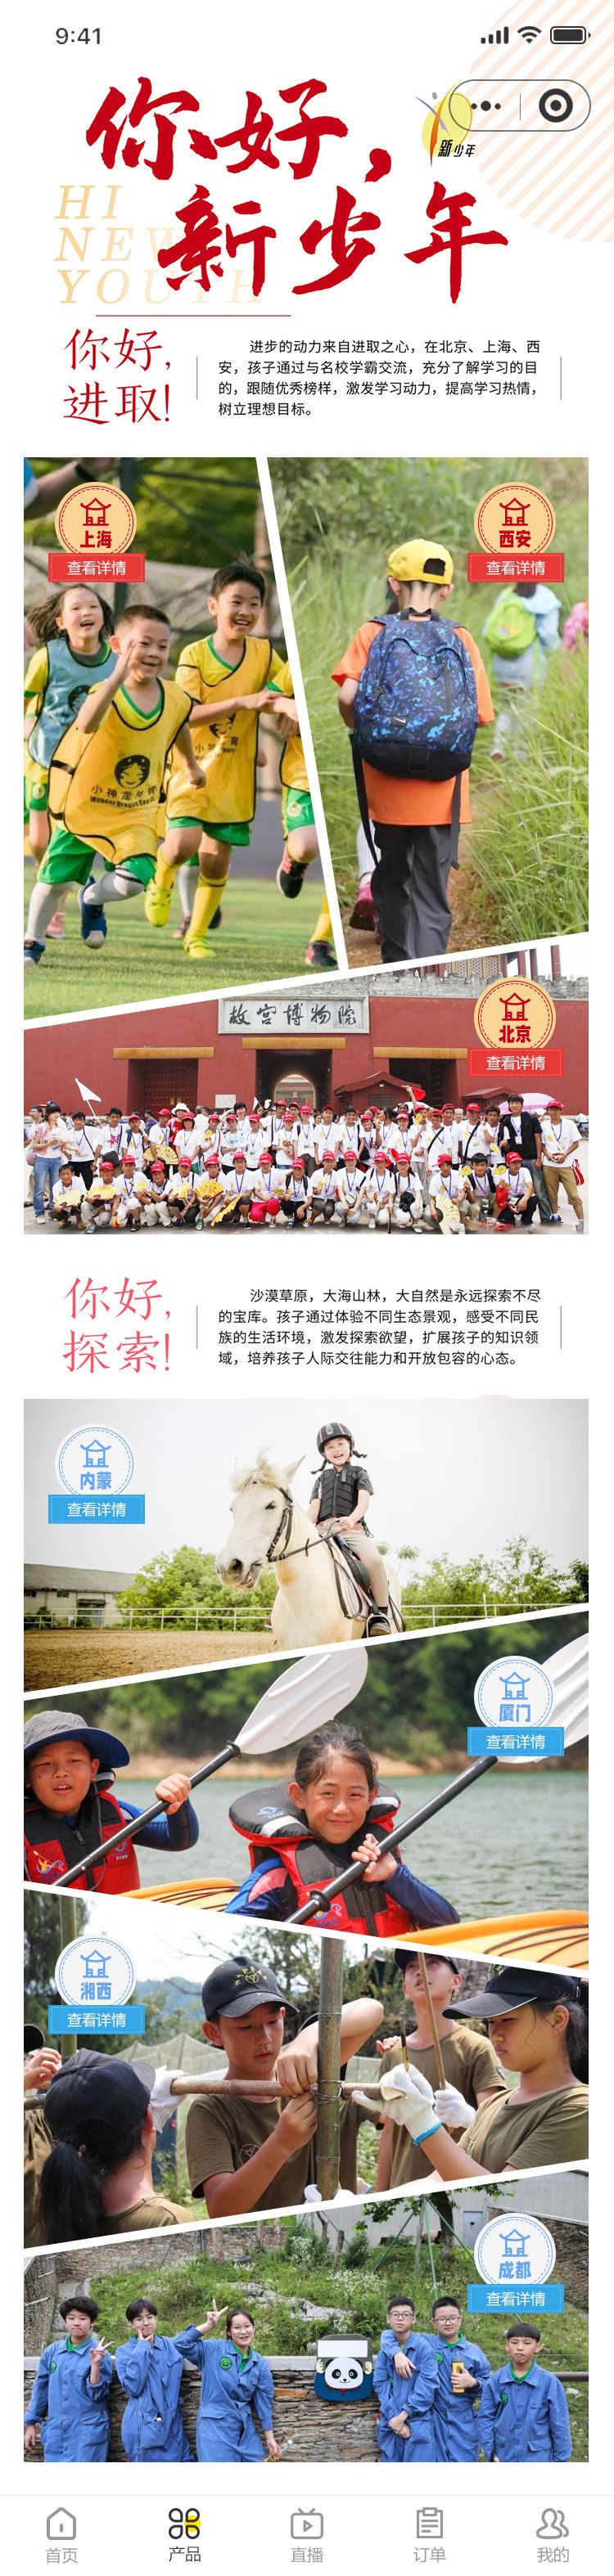 9:41
你好，
新少年
新少年
HI
NEW
YOUTH
你好，
进取！
进步的动力来自进取之心，在北京、上海、西
安，孩子通过与名校学霸交流，充分了解学习的目
的，跟随优秀榜样，激发学习动力，提高学习热情，
树立理想目标。
上海
查看详情
西安
查看详情
小神龙
故宫博物院
北京
查看详情
你好，
探索！
沙漠草原，大海山林，大自然是永远探索不尽
的宝库。孩子通过体验不同生态景观，感受不同民
族的生活环境，激发探索欲望，扩展孩子的知识领
域，培养孩子人际交往能力和开放包容的心态。
内蒙
查看详情
厦门
查看详情
湘西
查看详情
成都
查看详情
首页
产品
直播
订单
我的